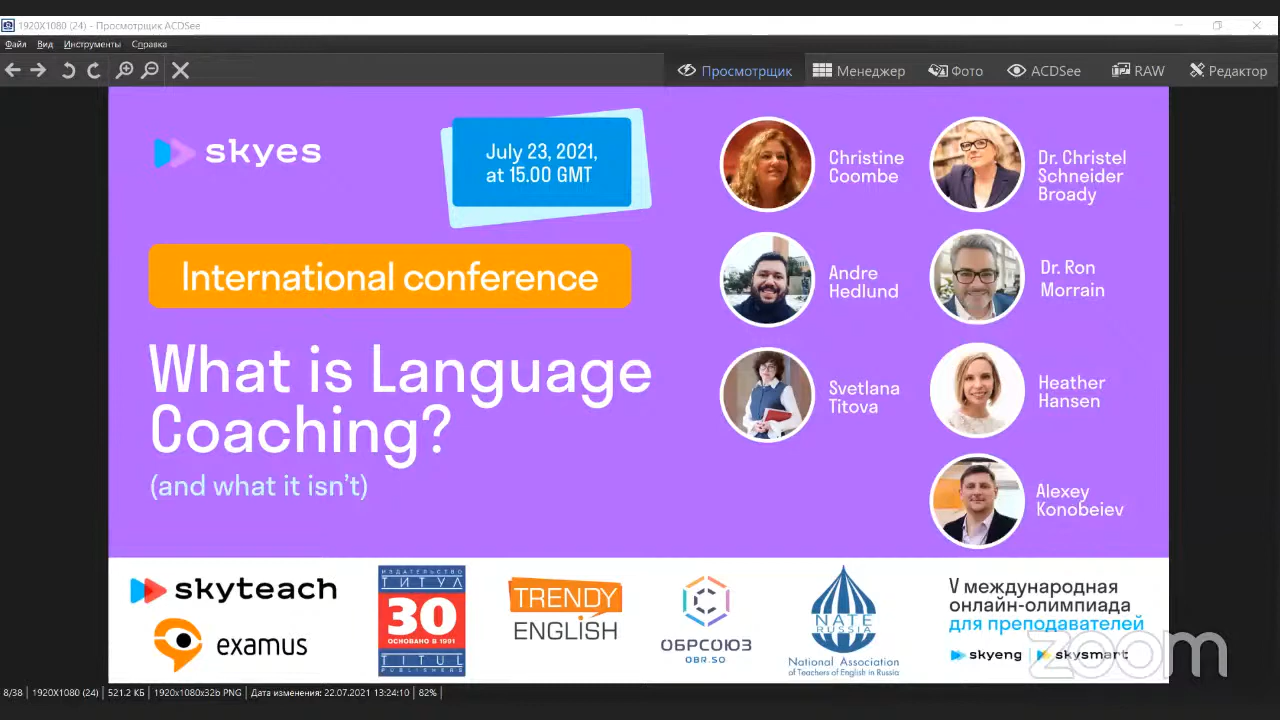 1920X1080 (24) - Просмотрщик ACDSee
Файл Вид Инструменты Справка
Просмотрщик Менеджер Фото ACDSee RAW Редактор
skyes
July 23, 2021,
at 15.00 GMT
International conference
What is Language
Coaching?
(and what it isn't)
Christine
Coombe
Dr. Christel
Schneider
Broady
Andre
Hedlund
Dr. Ron
Morrain
Svetlana
Titova
Heather
Hansen
Alexey
Konobeiev
skyteach
examus
ИЗДАТЕЛЬСТВО
ТИТУЛ
30
ОСНОВАНО В 1991
TITUL
PUBLISHERS
TRENDY
ENGLISH
ОБРСОЮЗ
OBR.SO
NATE
RUSSIA
National Association
of Teachers of English in Russia
V международная
онлайн-олимпиада
для преподавателей
skyeng skysmart
zoom
8/38 1920X1080 (24) 521.2 КБ 1920x1080x32b PNG Дата изменения: 22.07.2021 13:24:10 82%